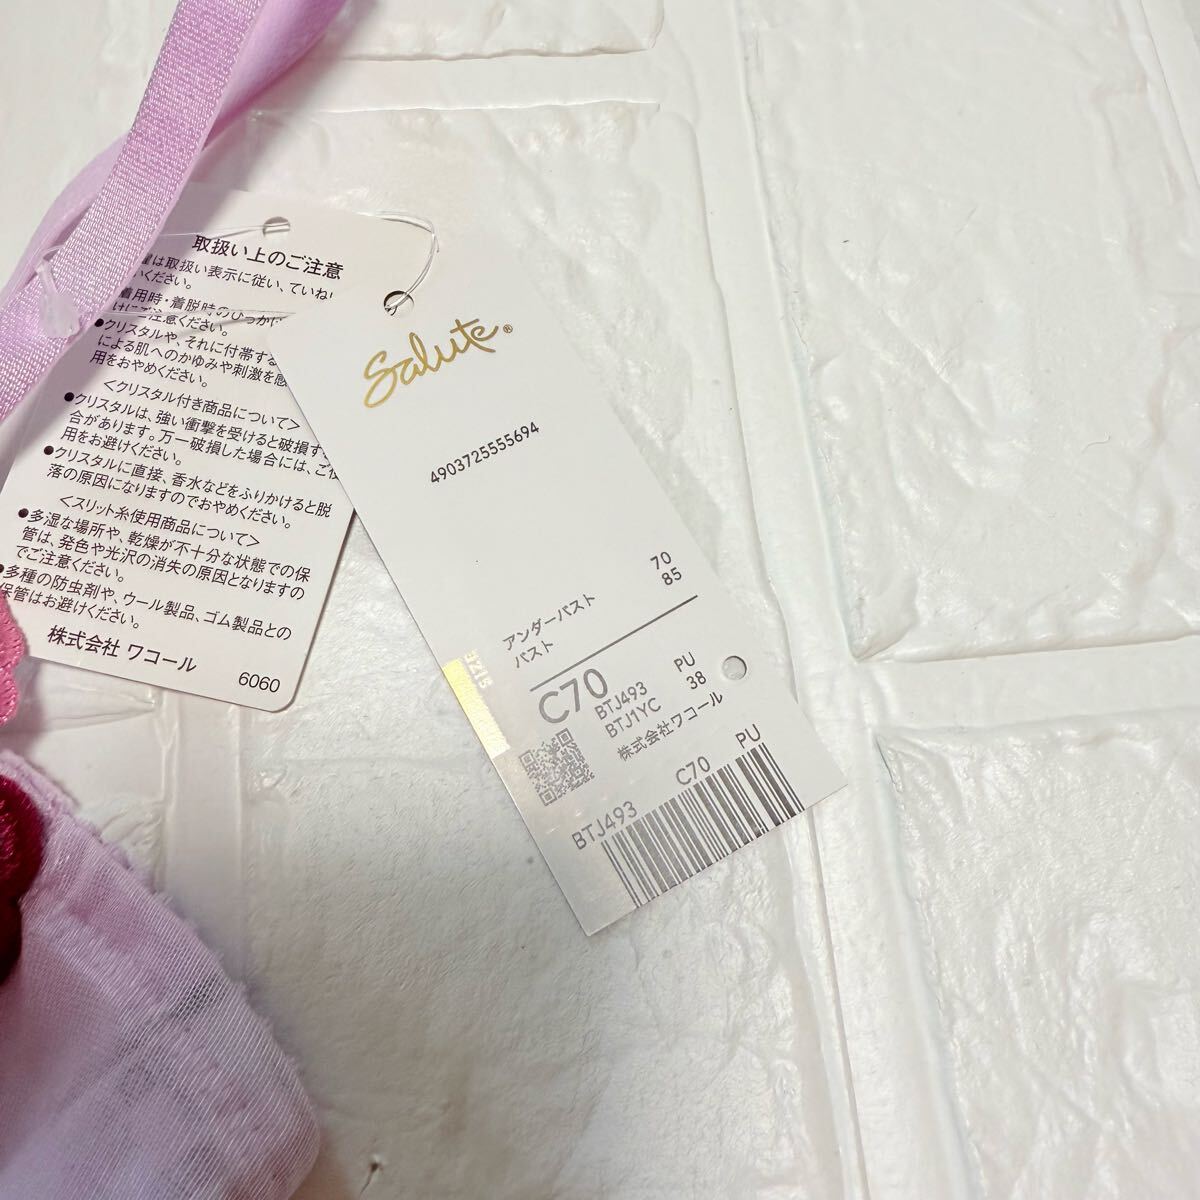 取扱い上のご注意
は取扱い表示に従い、ていねい
いください。
着用時・着脱時のひっかけ
けにご注意ください。
●クリスタルや、それに付帯する
による肌へのかゆみや刺激を感
用をおやめください。
<クリスタル付き商品について>
●クリスタルは、強い衝撃を受けると破損する
合があります。万一破損した場合には、ご使
用をお避けください。
●クリスタルに直接、香水などをふりかけると脱
落の原因になりますのでおやめください。
<スリット糸使用商品について>
●多湿な場所や、乾燥が不十分な状態での保
管は、発色や光沢の消失の原因となりますの
でご注意ください。
●多種の防虫剤や、ウール製品、ゴム製品との
保管はお避けください。
株式会社 ワコール
6060
Salute®
4903725555694
アンダーバスト 70
バスト 85
SIZE
C70
BTJ493 PU
BTJ1YC 38
株式会社ワコール
BTJ493 C70 PU